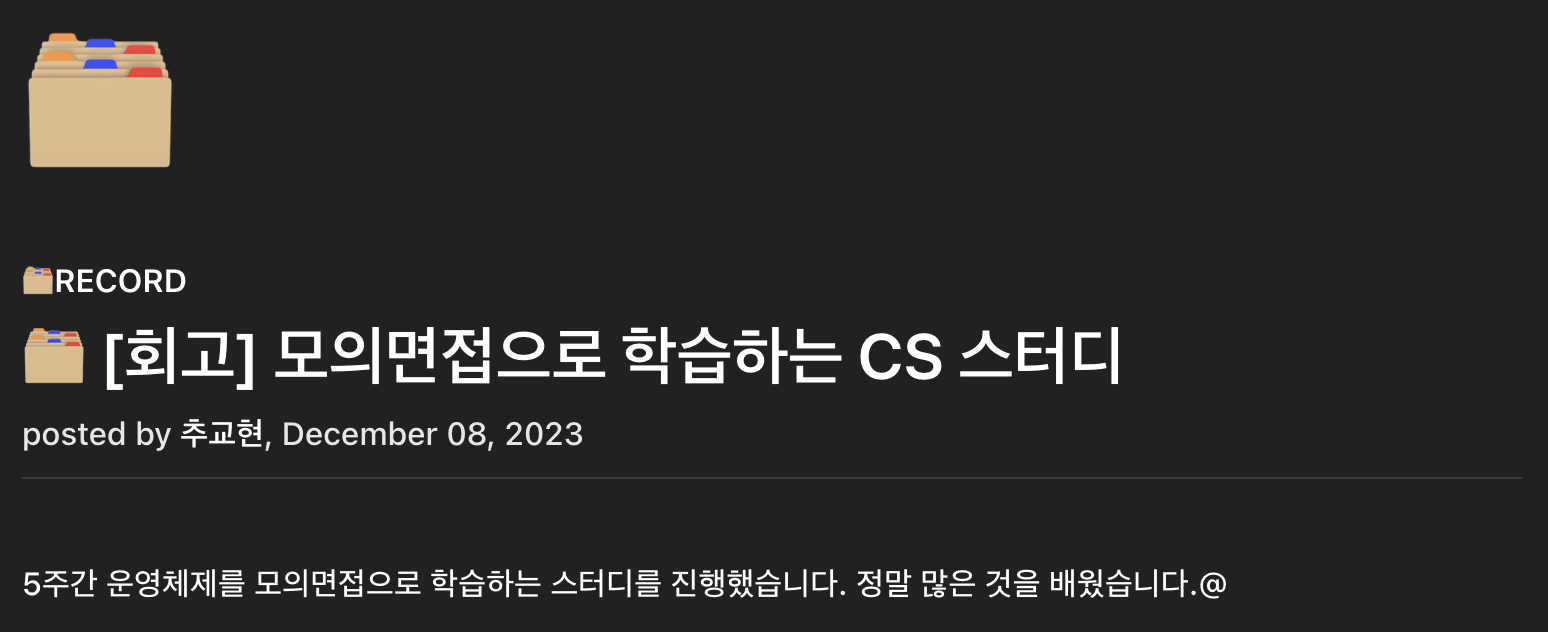 RECORD
[회고] 모의면접으로 학습하는 CS 스터디
posted by 추교현, December 08, 2023
5주간 운영체제를 모의면접으로 학습하는 스터디를 진행했습니다. 정말 많은 것을 배웠습니다.@